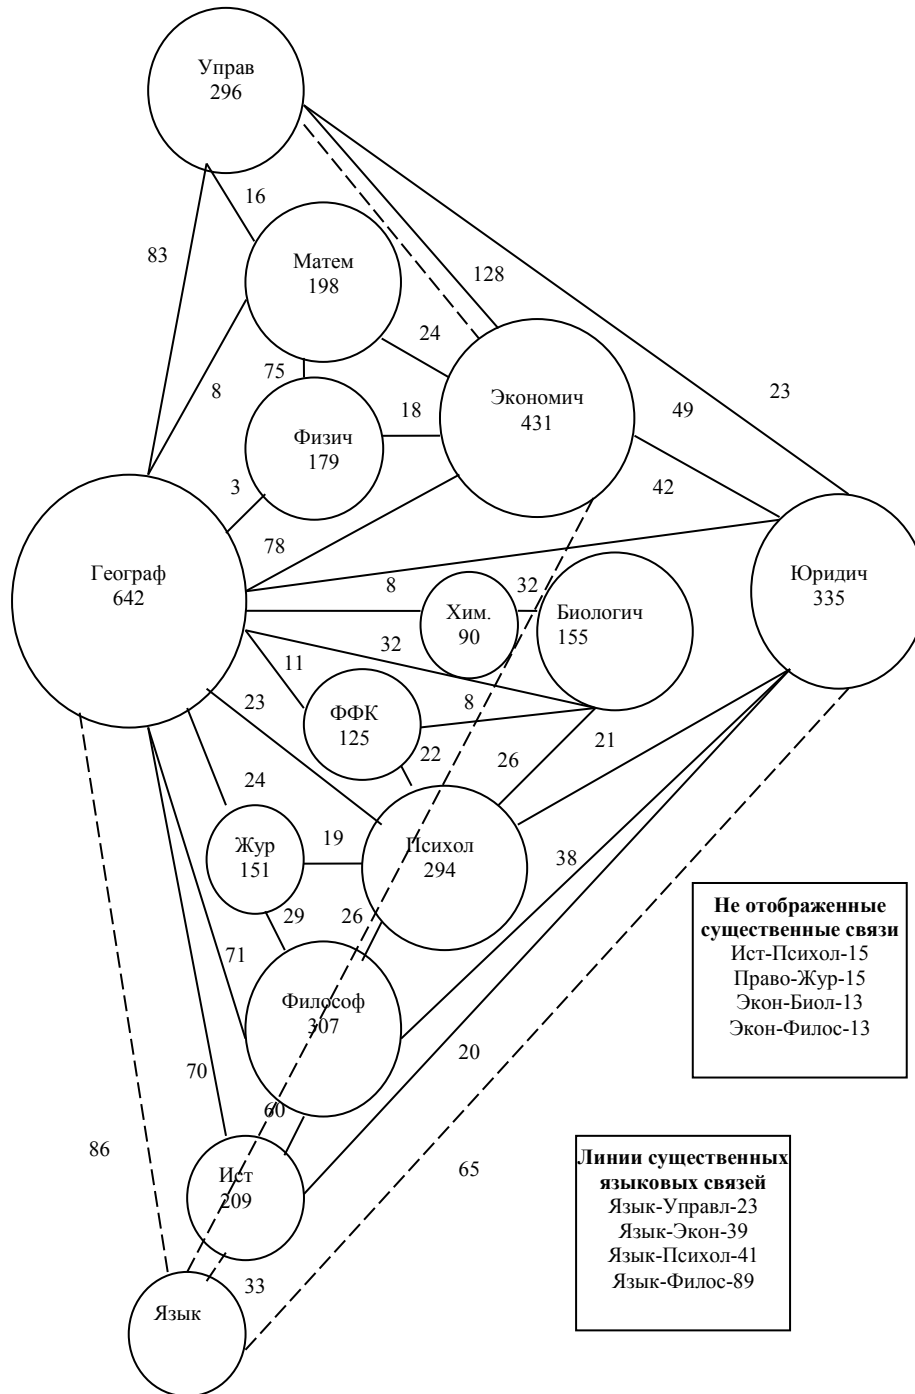 Управ
296
16
83
Матем
198
128
24
75
8
Экономич
431
23
49
18
Физич
179
3
42
78
Географ
642
8
32
Хим.
90
Биологич
155
Юридич
335
32
11
23
ФФК
125
8
22
26
21
24
19
Жур
151
Психол
294
38
29
26
71
Философ
307
Не отображенные
существенные связи
Ист-Психол-15
Право-Жур-15
Экон-Биол-13
Экон-Филос-13
20
70
60
86
65
Ист
209
Линии существенных
языковых связей
Язык-Управл-23
Язык-Экон-39
Язык-Психол-41
Язык-Филос-89
33
Язык